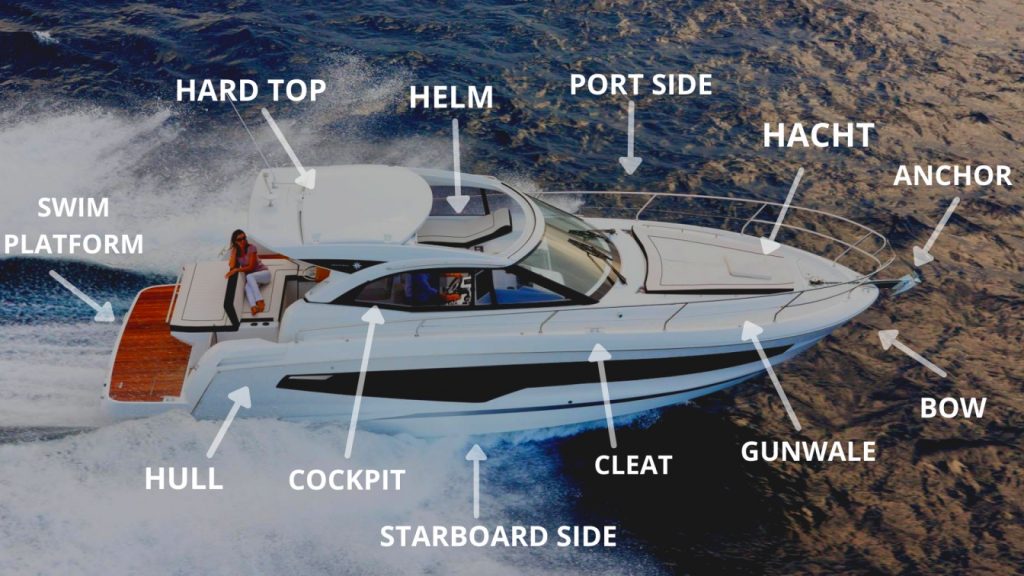 HARD TOP
HELM
PORT SIDE
HACHT
ANCHOR
SWIM
PLATFORM
BOW
GUNWALE
CLEAT
HULL
COCKPIT
STARBOARD SIDE